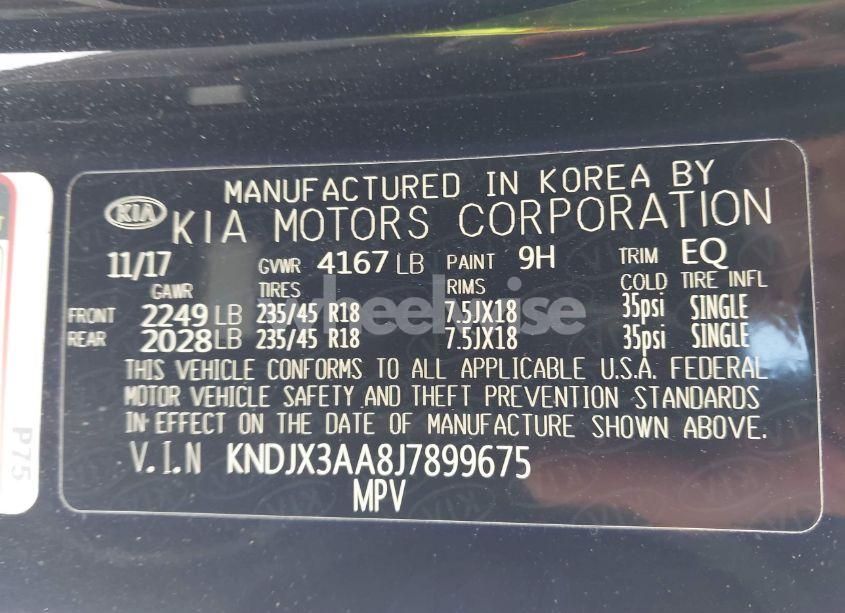 MANUFACTURED IN KOREA BY
KIA KIA MOTORS CORPORATION
11/17 GVWR 4167 LB PAINT 9H TRIM EQ
GAWR TIRES RIMS COLD TIRE INFL
FRONT 2249 LB 235/45 R18 7.5JX18 35psi SINGLE
REAR 2028 LB 235/45 R18 7.5JX18 35psi SINGLE
THIS VEHICLE CONFORMS TO ALL APPLICABLE U.S.A. FEDERAL
MOTOR VEHICLE SAFETY AND THEFT PREVENTION STANDARDS
IN EFFECT ON THE DATE OF MANUFACTURE SHOWN ABOVE.
V.I.N KNDJX3AA8J7899675
MPV
P75